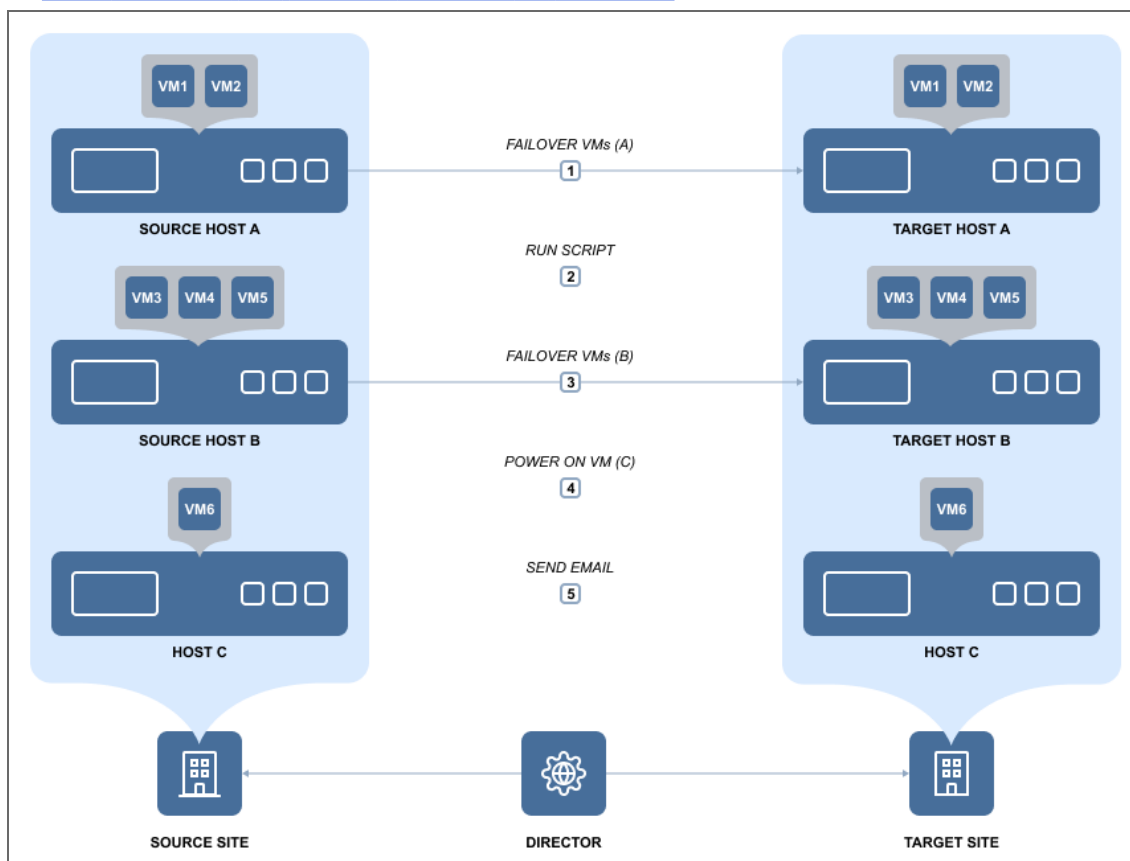 VM1 VM2
SOURCE HOST A
VM3 VM4 VM5
SOURCE HOST B
VM6
HOST C
SOURCE SITE
FAILOVER VMs (A)
1
RUN SCRIPT
2
FAILOVER VMs (B)
3
POWER ON VM (C)
4
SEND EMAIL
5
DIRECTOR
VM1 VM2
TARGET HOST A
VM3 VM4 VM5
TARGET HOST B
VM6
HOST C
TARGET SITE